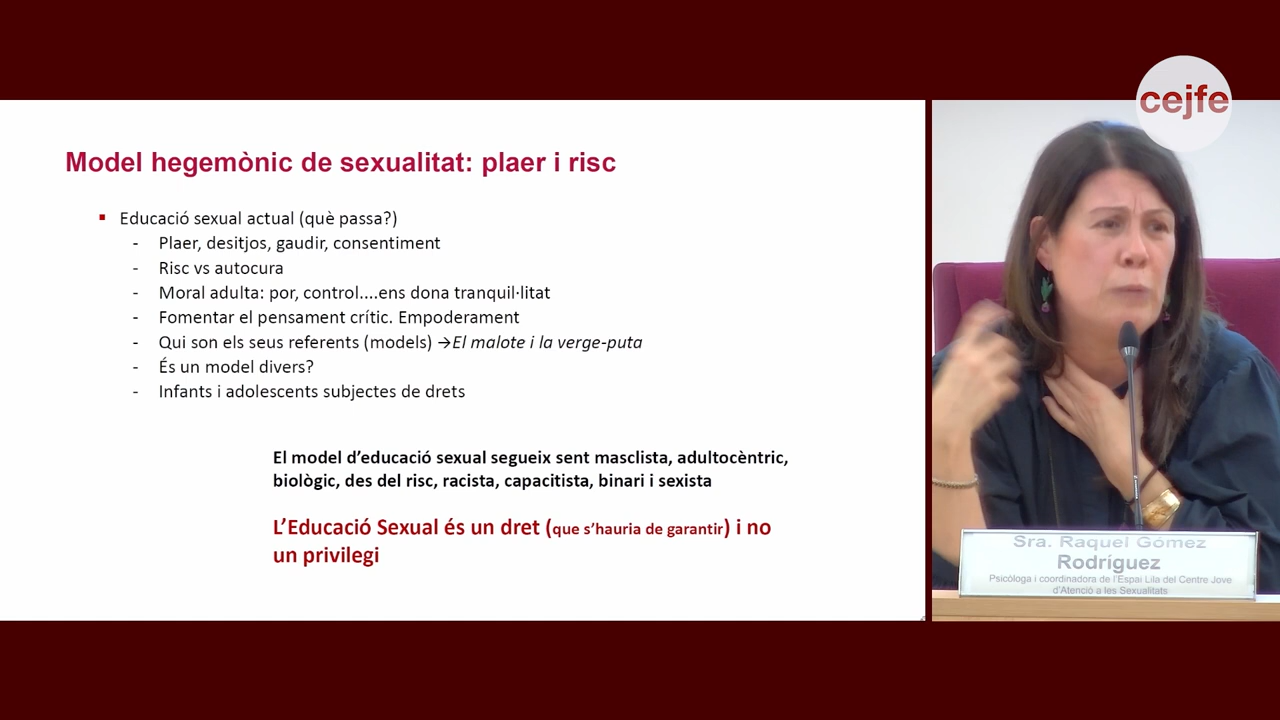 cejfe
Model hegemònic de sexualitat: plaer i risc
▪ Educació sexual actual (què passa?)
- Plaer, desitjos, gaudir, consentiment
- Risc vs autocura
- Moral adulta: por, control....ens dona tranquil·litat
- Fomentar el pensament crític. Empoderament
- Qui son els seus referents (models) →El malote i la verge-puta
- És un model divers?
- Infants i adolescents subjectes de drets
El model d’educació sexual segueix sent masclista, adultocèntric,
biològic, des del risc, racista, capacitista, binari i sexista
L’Educació Sexual és un dret (que s’hauria de garantir) i no
un privilegi
Sra. Raquel Gómez
Rodríguez
Psicòloga i coordinadora de l’Espai Lila del Centre Jove
d’Atenció a les Sexualitats